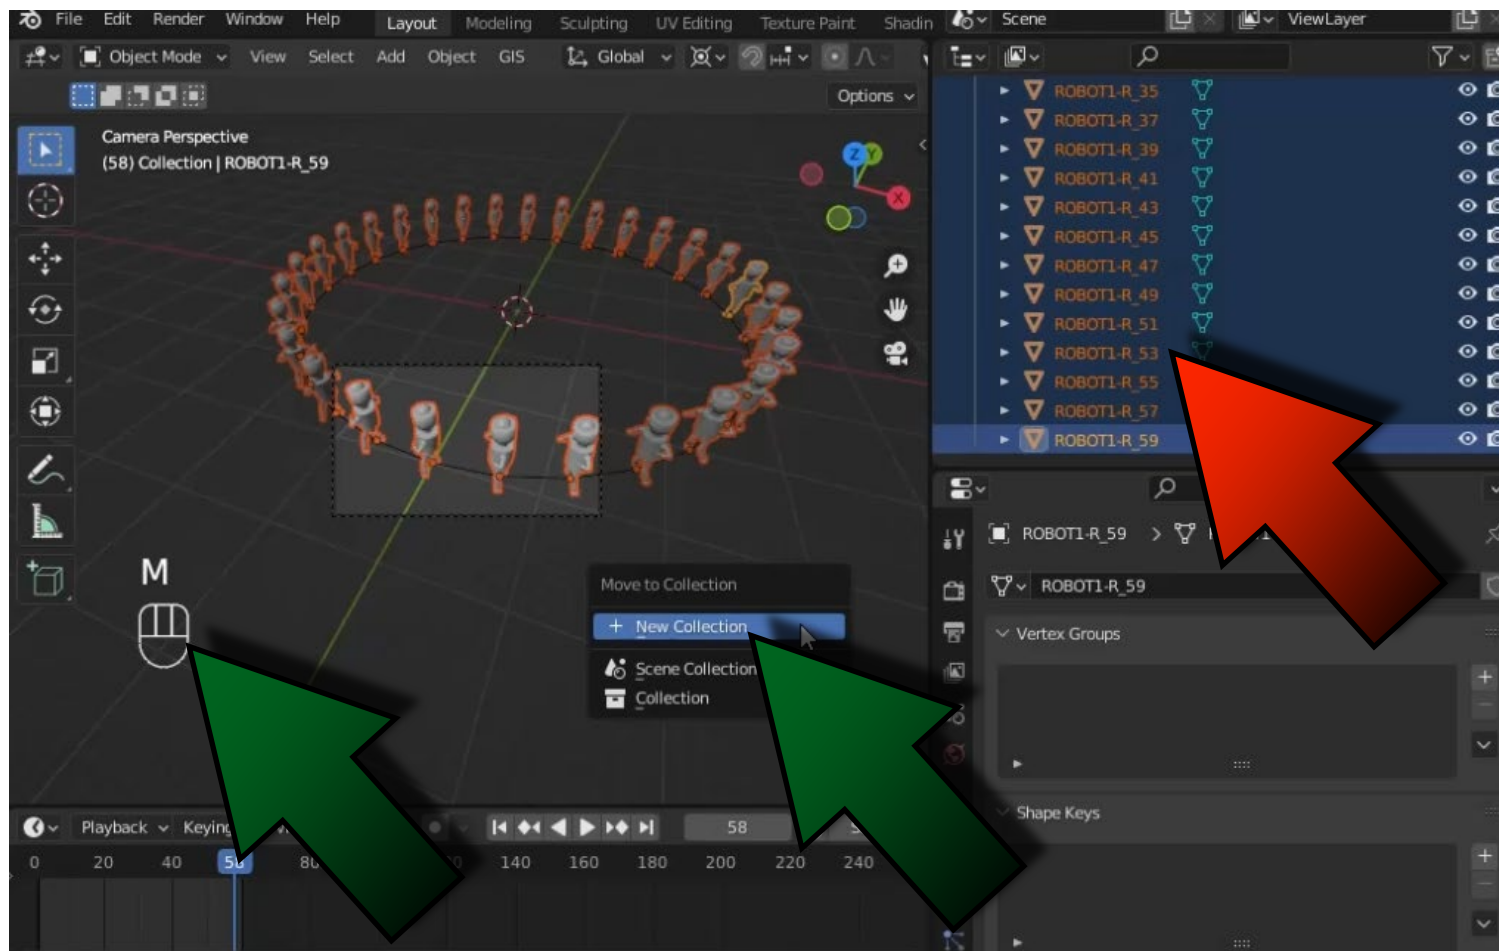 File Edit Render Window Help Layout Modeling Sculpting UV Editing Texture Paint Shadin Scene ViewLayer
Object Mode View Select Add Object GIS Global
Options
Camera Perspective
(58) Collection | ROBOT1-R_59
Z Y
X
ROBOT1-R_35
ROBOT1-R_37
ROBOT1-R_39
ROBOT1-R_41
ROBOT1-R_43
ROBOT1-R_45
ROBOT1-R_47
ROBOT1-R_49
ROBOT1-R_51
ROBOT1-R_53
ROBOT1-R_55
ROBOT1-R_57
ROBOT1-R_59
ROBOT1-R_59 >
ROBOT1-R_59
Vertex Groups
Shape Keys
M
Move to Collection
+ New Collection
Scene Collection
Collection
Playback Keying 58
0 20 40 58 140 160 180 200 220 240